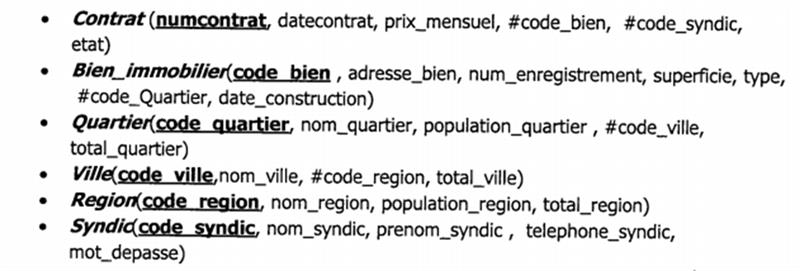 • Contrat (numcontrat, datecontrat, prix_mensuel, #code_bien, #code_syndic,
etat)
• Bien_immobilier(code_bien , adresse_bien, num_enregistrement, superficie, type,
#code_Quartier, date_construction)
• Quartier(code_quartier, nom_quartier, population_quartier , #code_ville,
total_quartier)
• Ville(code_ville,nom_ville, #code_region, total_ville)
• Region(code_region, nom_region, population_region, total_region)
• Syndic(code_syndic, nom_syndic, prenom_syndic , telephone_syndic,
mot_depasse)